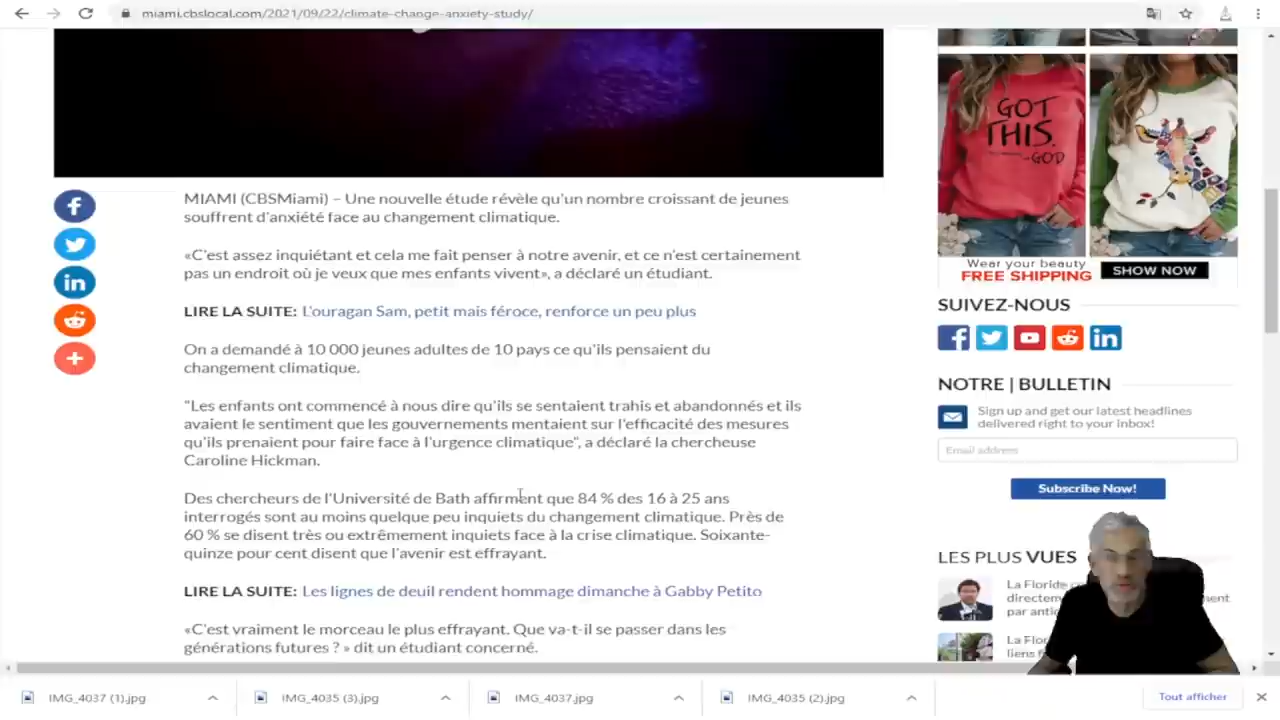 miami.cbslocal.com/2021/09/22/climate-change-anxiety-study/
MIAMI (CBSMiami) – Une nouvelle étude révèle qu'un nombre croissant de jeunes
souffrent d'anxiété face au changement climatique.
«C'est assez inquiétant et cela me fait penser à notre avenir, et ce n'est certainement
pas un endroit où je veux que mes enfants vivent», a déclaré un étudiant.
LIRE LA SUITE: L'ouragan Sam, petit mais féroce, renforce un peu plus
On a demandé à 10 000 jeunes adultes de 10 pays ce qu'ils pensaient du
changement climatique.
"Les enfants ont commencé à nous dire qu'ils se sentaient trahis et abandonnés et ils
avaient le sentiment que les gouvernements mentaient sur l'efficacité des mesures
qu'ils prenaient pour faire face à l'urgence climatique", a déclaré la chercheuse
Caroline Hickman.
Des chercheurs de l'Université de Bath affirment que 84 % des 16 à 25 ans
interrogés sont au moins quelque peu inquiets du changement climatique. Près de
60 % se disent très ou extrêmement inquiets face à la crise climatique. Soixante-
quinze pour cent disent que l'avenir est effrayant.
LIRE LA SUITE: Les lignes de deuil rendent hommage dimanche à Gabby Petito
«C'est vraiment le morceau le plus effrayant. Que va-t-il se passer dans les
générations futures ? » dit un étudiant concerné.
GOT
THIS.
-GOD
Wear your beauty
FREE SHIPPING
SHOW NOW
SUIVEZ-NOUS
NOTRE | BULLETIN
Sign up and get our latest headlines
delivered right to your inbox!
Email address
Subscribe Now!
LES PLUS VUES
La Floride
directem
par anti
La Flor
liens
IMG_4037 (1).jpg
IMG_4035 (3).jpg
IMG_4037.jpg
IMG_4035 (2).jpg
Tout afficher